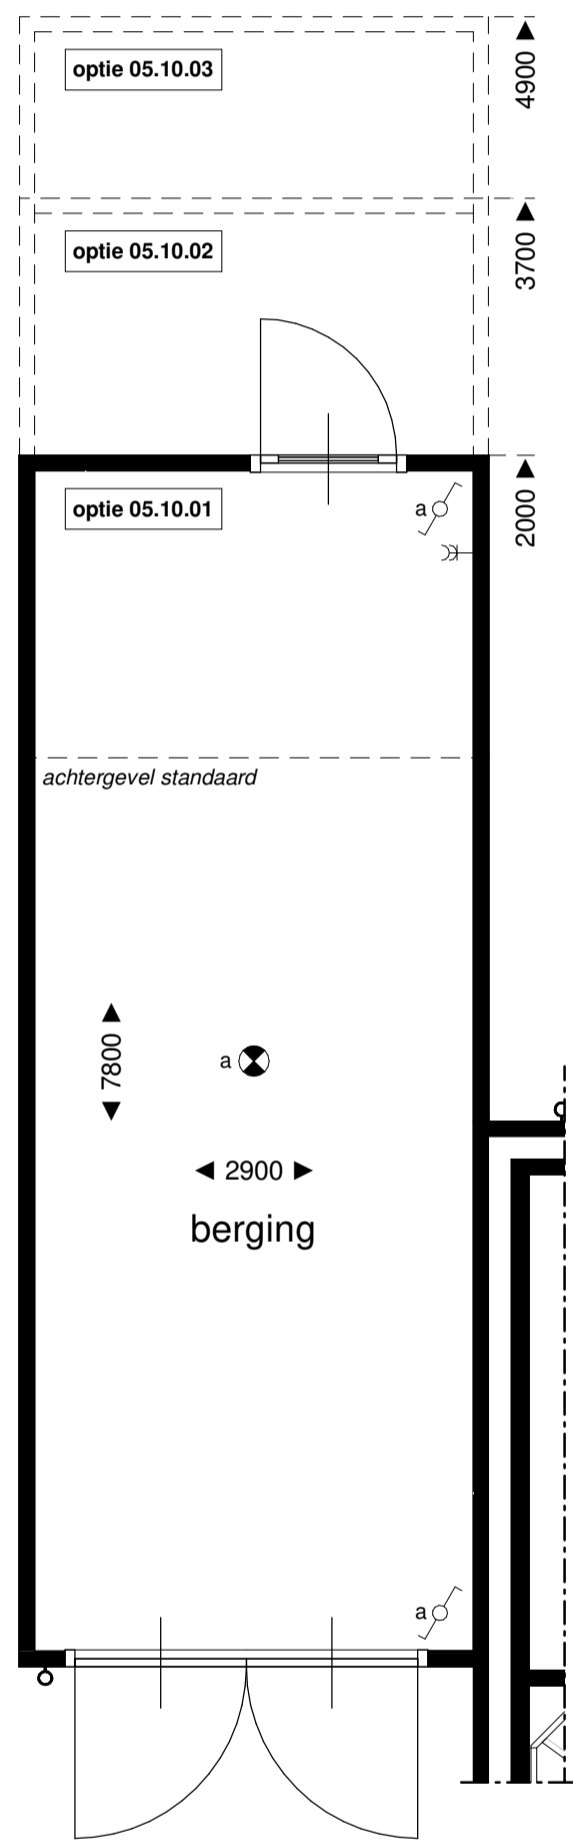 optie 05.10.03
4900
optie 05.10.02
3700
optie 05.10.01
2000
a
achtergevel standaard
7800
a
2900
berging
a